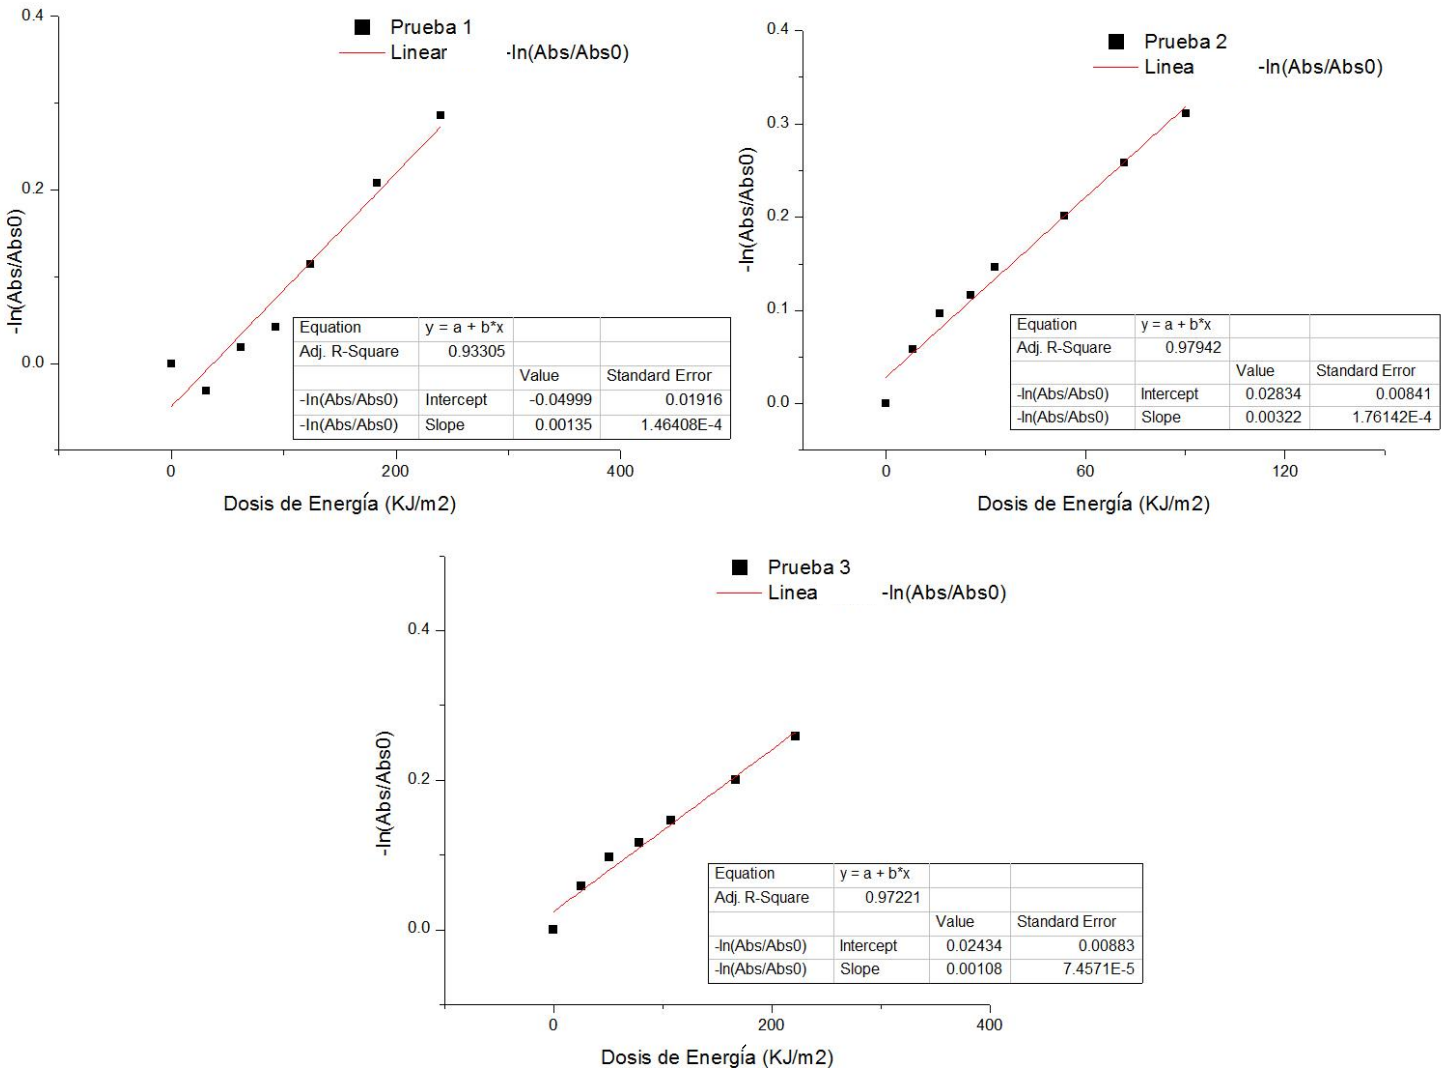 Prueba 1
Linear -ln(Abs/Abs0)
0.4
0.2
0.0
-ln(Abs/Abs0)
Equation y = a + b*x
Adj. R-Square 0.93305
Value Standard Error
-ln(Abs/Abs0) Intercept -0.04999 0.01916
-ln(Abs/Abs0) Slope 0.00135 1.46408E-4
0 200 400
Dosis de Energía (KJ/m2)
Prueba 2
Linea -ln(Abs/Abs0)
0.4
0.3
0.2
0.1
0.0
-ln(Abs/Abs0)
Equation y = a + b*x
Adj. R-Square 0.97942
Value Standard Error
-ln(Abs/Abs0) Intercept 0.02834 0.00841
-ln(Abs/Abs0) Slope 0.00322 1.76142E-4
0 60 120
Dosis de Energía (KJ/m2)
Prueba 3
Linea -ln(Abs/Abs0)
0.4
0.2
0.0
-ln(Abs/Abs0)
Equation y = a + b*x
Adj. R-Square 0.97221
Value Standard Error
-ln(Abs/Abs0) Intercept 0.02434 0.00883
-ln(Abs/Abs0) Slope 0.00108 7.4571E-5
0 200 400
Dosis de Energía (KJ/m2)